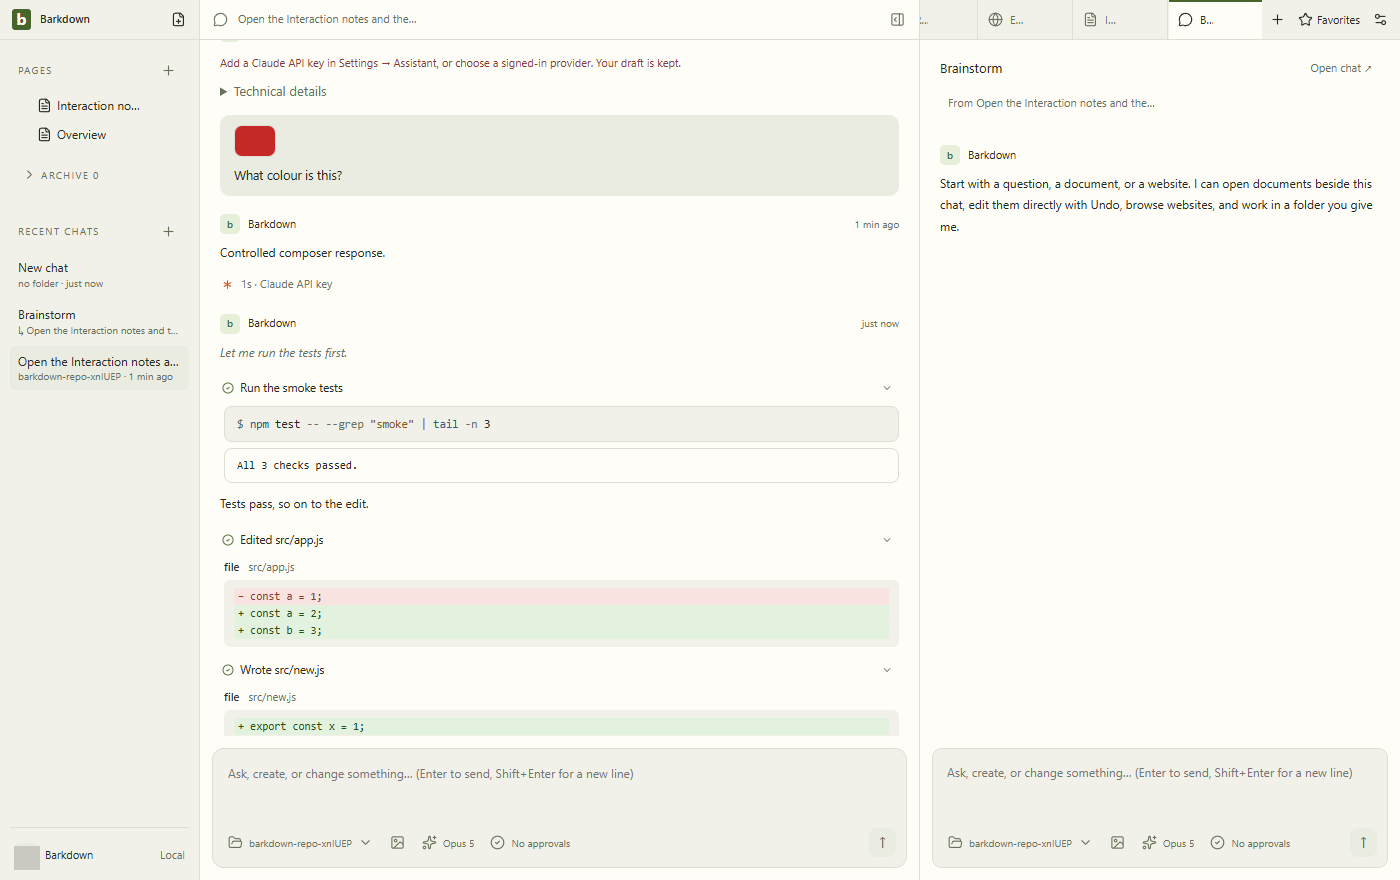 b Barkdown
PAGES
Interaction no...
Overview
ARCHIVE 0
RECENT CHATS
New chat
no folder · just now
Brainstorm
↳ Open the Interaction notes and t...
Open the Interaction notes a...
barkdown-repo-xnlUEP · 1 min ago
Barkdown Local
Open the Interaction notes and the...
Add a Claude API key in Settings → Assistant, or choose a signed-in provider. Your draft is kept.
▶ Technical details
What colour is this?
b Barkdown 1 min ago
Controlled composer response.
1s · Claude API key
b Barkdown just now
Let me run the tests first.
Run the smoke tests
$ npm test -- --grep "smoke" | tail -n 3
All 3 checks passed.
Tests pass, so on to the edit.
Edited src/app.js
file src/app.js
- const a = 1;
+ const a = 2;
+ const b = 3;
Wrote src/new.js
file src/new.js
+ export const x = 1;
Ask, create, or change something... (Enter to send, Shift+Enter for a new line)
barkdown-repo-xnlUEP Opus 5 No approvals ↑
E... I... B... + Favorites
Brainstorm Open chat ↗
From Open the Interaction notes and the...
b Barkdown
Start with a question, a document, or a website. I can open documents beside this
chat, edit them directly with Undo, browse websites, and work in a folder you give
me.
Ask, create, or change something... (Enter to send, Shift+Enter for a new line)
barkdown-repo-xnlUEP Opus 5 No approvals ↑